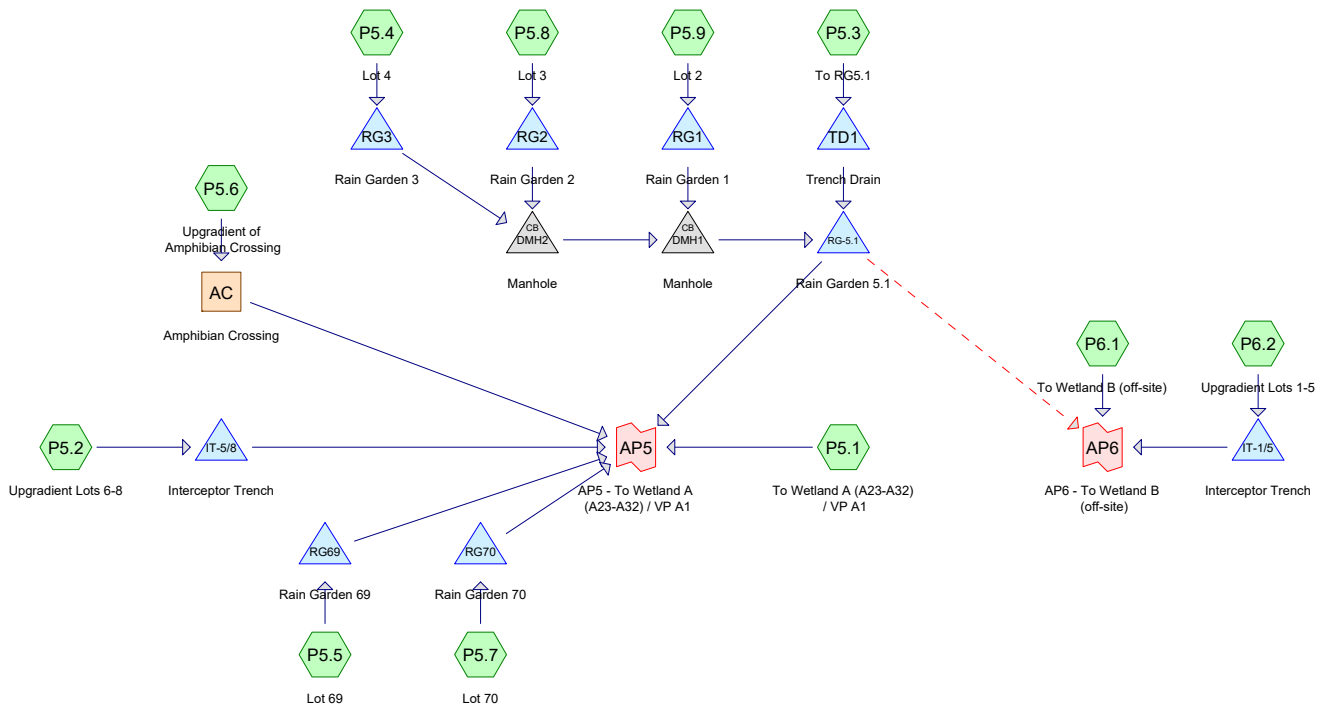 P5.4
P5.8
P5.9
P5.3
Lot 4
Lot 3
Lot 2
To RG5.1
RG3
RG2
RG1
TD1
Rain Garden 3
Rain Garden 2
Rain Garden 1
Trench Drain
P5.6
Upgradient of
Amphibian Crossing
CB
DMH2
CB
DMH1
RG-5.1
Manhole
Manhole
Rain Garden 5.1
AC
Amphibian Crossing
P6.1
P6.2
To Wetland B (off-site)
Upgradient Lots 1-5
P5.2
IT-5/8
AP5
P5.1
AP6
IT-1/5
Upgradient Lots 6-8
Interceptor Trench
AP5 - To Wetland A
(A23-A32) / VP A1
To Wetland A (A23-A32)
/ VP A1
AP6 - To Wetland B
(off-site)
Interceptor Trench
RG69
RG70
Rain Garden 69
Rain Garden 70
P5.5
P5.7
Lot 69
Lot 70